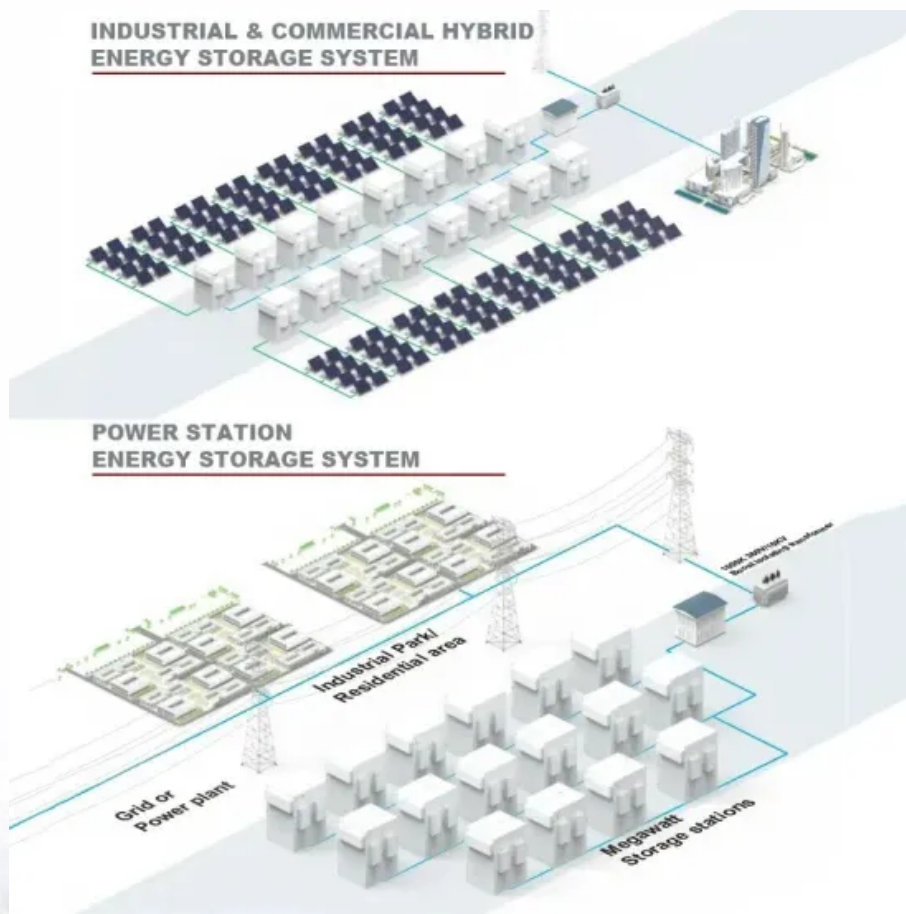 INDUSTRIAL & COMMERCIAL HYBRID
ENERGY STORAGE SYSTEM
POWER STATION
ENERGY STORAGE SYSTEM
Industrial Park/
Residential area
Grid or
Power plant
Megawatt
Storage stations